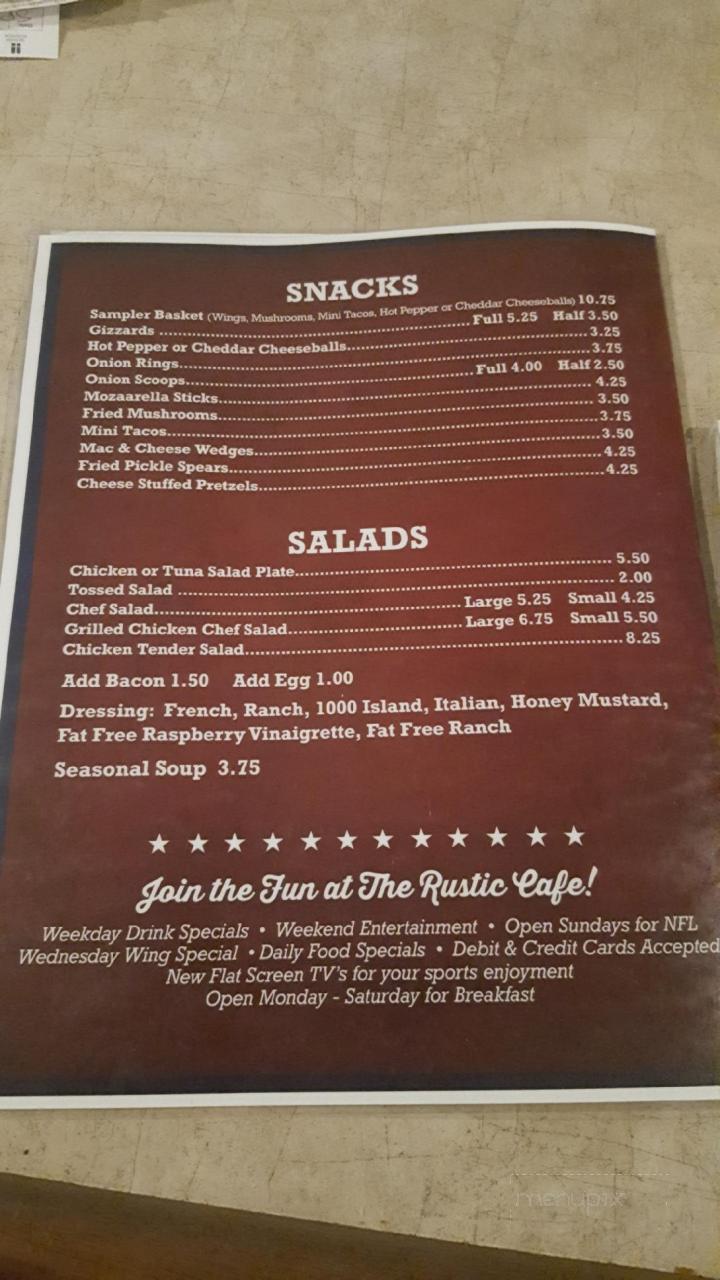 SNACKS
Sampler Basket (Wings, Mushrooms, Mini Tacos, Hot Pepper or Cheddar Cheeseballs) 10.75
Gizzards ........ Full 5.25 Half 3.50
Hot Pepper or Cheddar Cheeseballs........ 3.25
Onion Rings........ 3.75
Onion Scoops........ Full 4.00 Half 2.50
Mozaarella Sticks........ 4.25
Fried Mushrooms........ 3.50
Mini Tacos........ 3.75
Mac & Cheese Wedges........ 3.50
Fried Pickle Spears........ 4.25
Cheese Stuffed Pretzels........ 4.25
SALADS
Chicken or Tuna Salad Plate........ 5.50
Tossed Salad ........ 2.00
Chef Salad........ Large 5.25 Small 4.25
Grilled Chicken Chef Salad........ Large 6.75 Small 5.50
Chicken Tender Salad........ 8.25
Add Bacon 1.50 Add Egg 1.00
Dressing: French, Ranch, 1000 Island, Italian, Honey Mustard,
Fat Free Raspberry Vinaigrette, Fat Free Ranch
Seasonal Soup 3.75
Join the Fun at The Rustic Cafe!
Weekday Drink Specials • Weekend Entertainment • Open Sundays for NFL
Wednesday Wing Special • Daily Food Specials • Debit & Credit Cards Accepted
New Flat Screen TV's for your sports enjoyment
Open Monday - Saturday for Breakfast
menupix